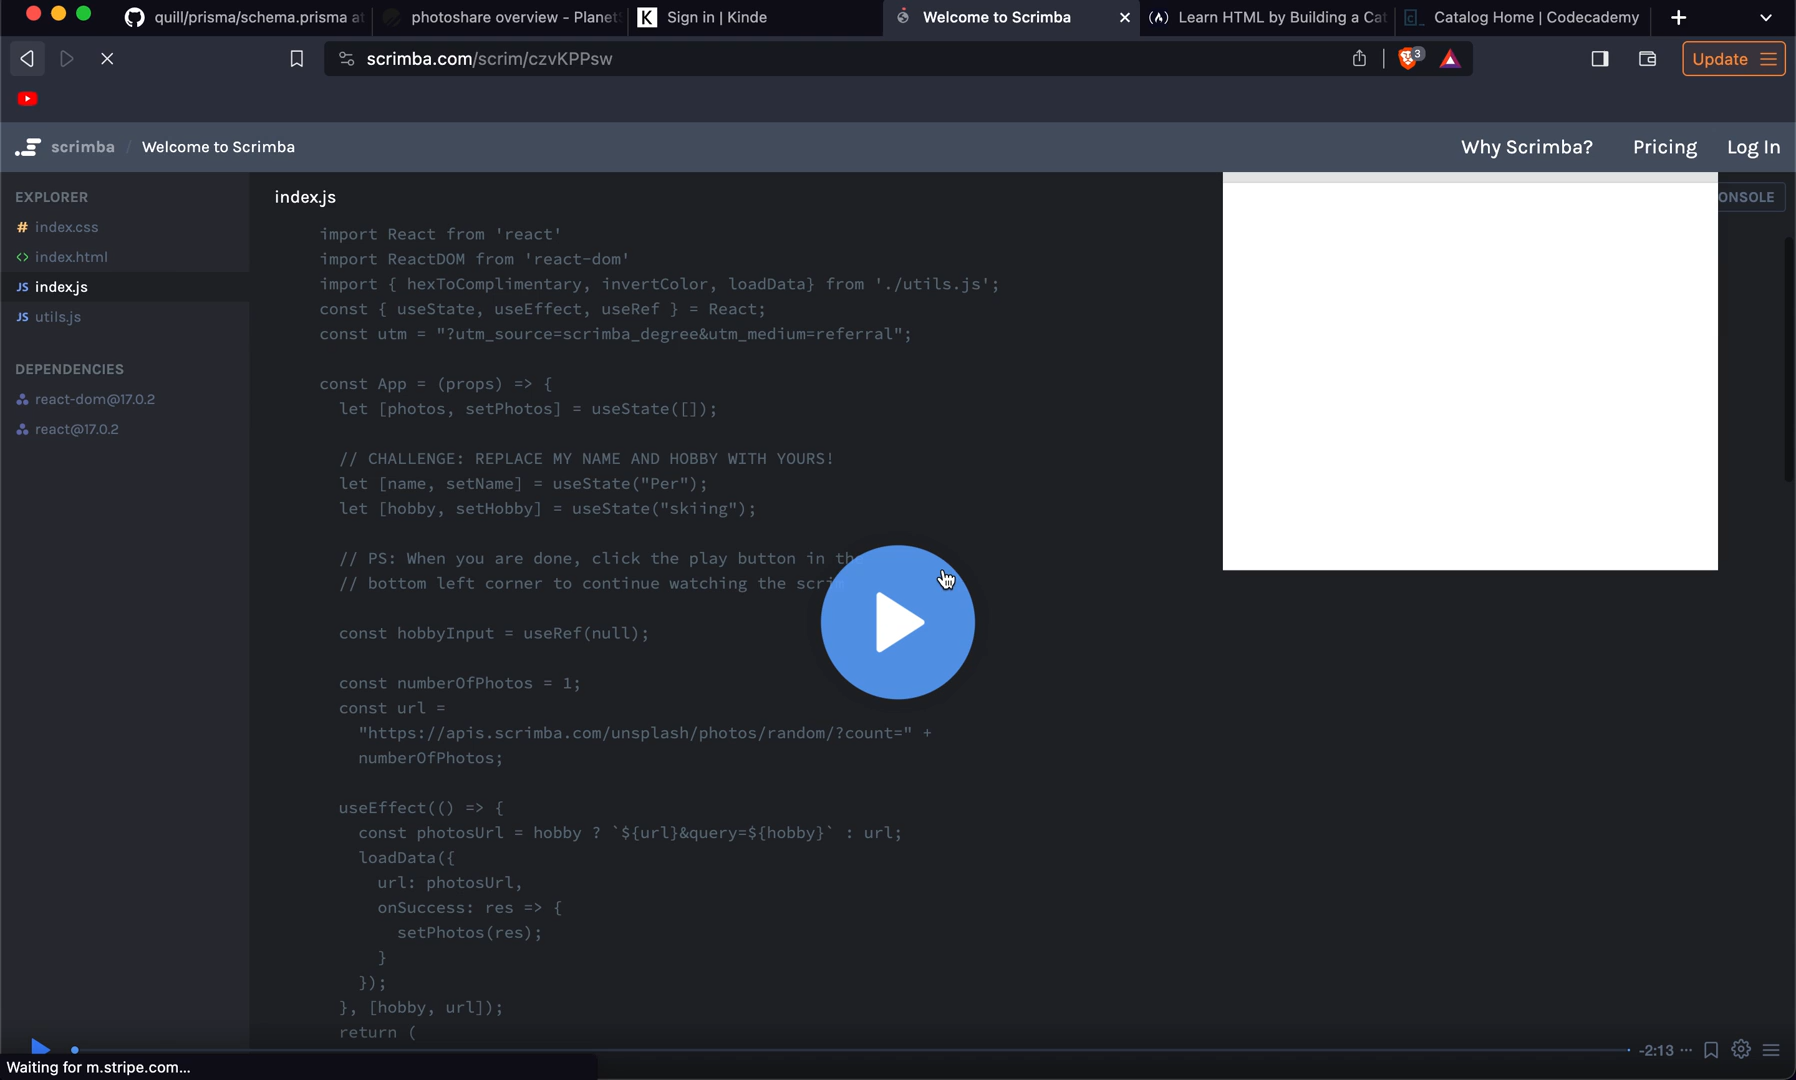 quill/prisma/schema.prisma at
photoshare overview - Planet
Sign in | Kinde
Welcome to Scrimba
Learn HTML by Building a Cat
Catalog Home | Codecademy
scrimba.com/scrim/czvKPPsw
3
Update
scrimba / Welcome to Scrimba
Why Scrimba?
Pricing
Log In
EXPLORER
# index.css
<> index.html
JS index.js
JS utils.js
DEPENDENCIES
react-dom@17.0.2
react@17.0.2
index.js
ONSOLE
import React from 'react'
import ReactDOM from 'react-dom'
import { hexToComplimentary, invertColor, loadData} from './utils.js';
const { useState, useEffect, useRef } = React;
const utm = "?utm_source=scrimba_degree&utm_medium=referral";
const App = (props) => {
let [photos, setPhotos] = useState([]);
// CHALLENGE: REPLACE MY NAME AND HOBBY WITH YOURS!
let [name, setName] = useState("Per");
let [hobby, setHobby] = useState("skiing");
// PS: When you are done, click the play button in the
// bottom left corner to continue watching the scri
const hobbyInput = useRef(null);
const numberOfPhotos = 1;
const url =
"https://apis.scrimba.com/unsplash/photos/random/?count=" +
numberOfPhotos;
useEffect(() => {
const photosUrl = hobby ? `${url}&query=${hobby}` : url;
loadData({
url: photosUrl,
onSuccess: res => {
setPhotos(res);
}
});
}, [hobby, url]);
return (
-2:13
Waiting for m.stripe.com...